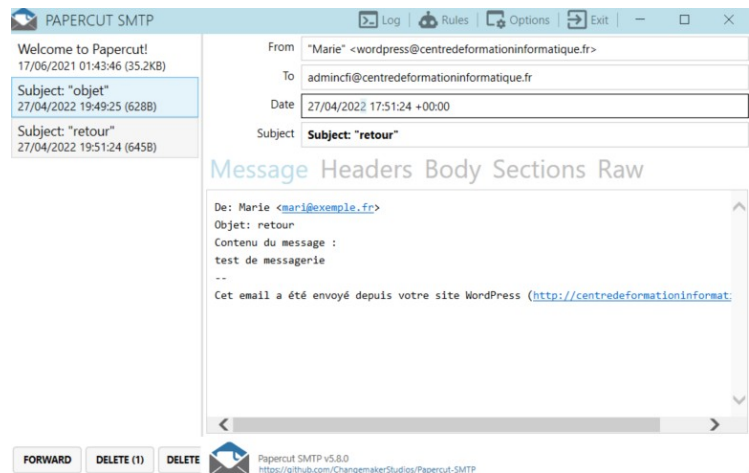 PAPERCUT SMTP
Log | Rules | Options | Exit
Welcome to Papercut!
17/06/2021 01:43:46 (35.2KB)
Subject: "objet"
27/04/2022 19:49:25 (628B)
Subject: "retour"
27/04/2022 19:51:24 (645B)
From "Marie" <wordpress@centredeformationinformatique.fr>
To admincfi@centredeformationinformatique.fr
Date 27/04/2022 17:51:24 +00:00
Subject Subject: "retour"
Message Headers Body Sections Raw
De: Marie <mari@exemple.fr>
Objet: retour
Contenu du message :
test de messagerie
--
Cet email a été envoyé depuis votre site WordPress (http://centredeformationinformat
FORWARD DELETE (1) DELETE
Papercut SMTP v5.8.0
https://github.com/ChangemakerStudios/Papercut-SMTP